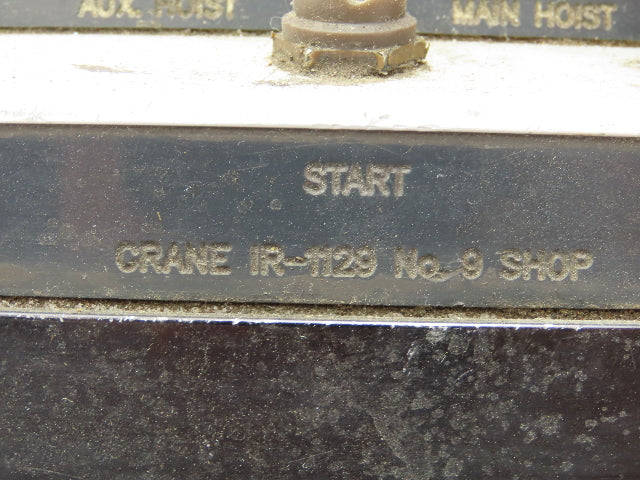 AUX. HOIST
MAIN HOIST
START
CRANE IR-1129 No. 9 SHOP